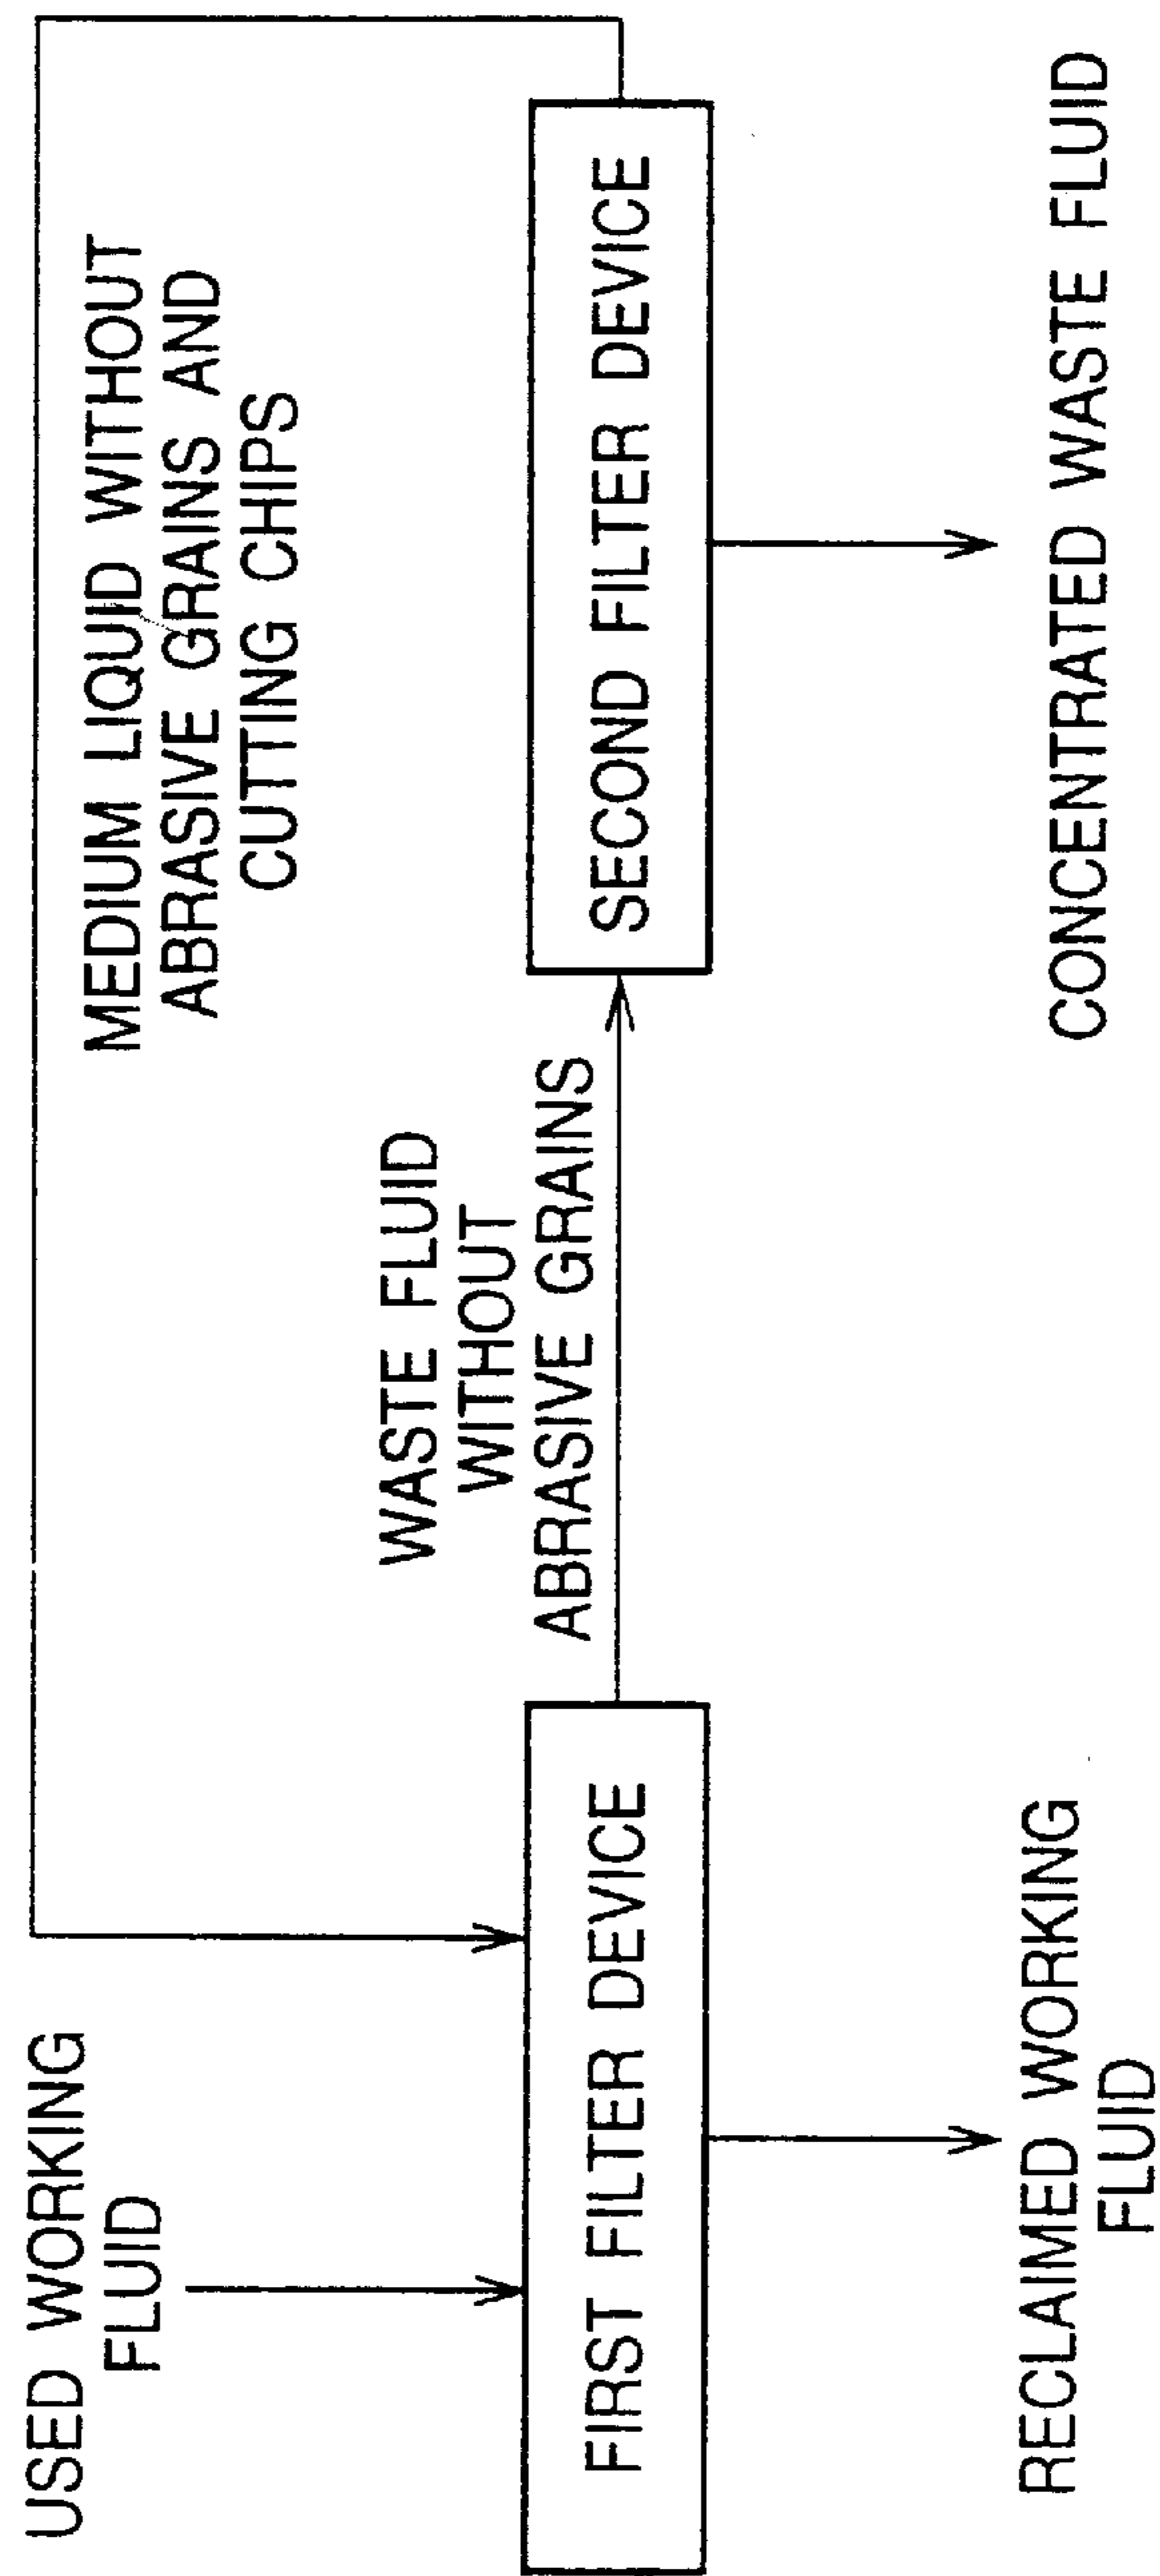 USED WORKING
FLUID
MEDIUM LIQUID WITHOUT
ABRASIVE GRAINS AND
CUTTING CHIPS
WASTE FLUID
WITHOUT
ABRASIVE GRAINS
FIRST FILTER DEVICE
SECOND FILTER DEVICE
RECLAIMED WORKING
FLUID
CONCENTRATED WASTE FLUID